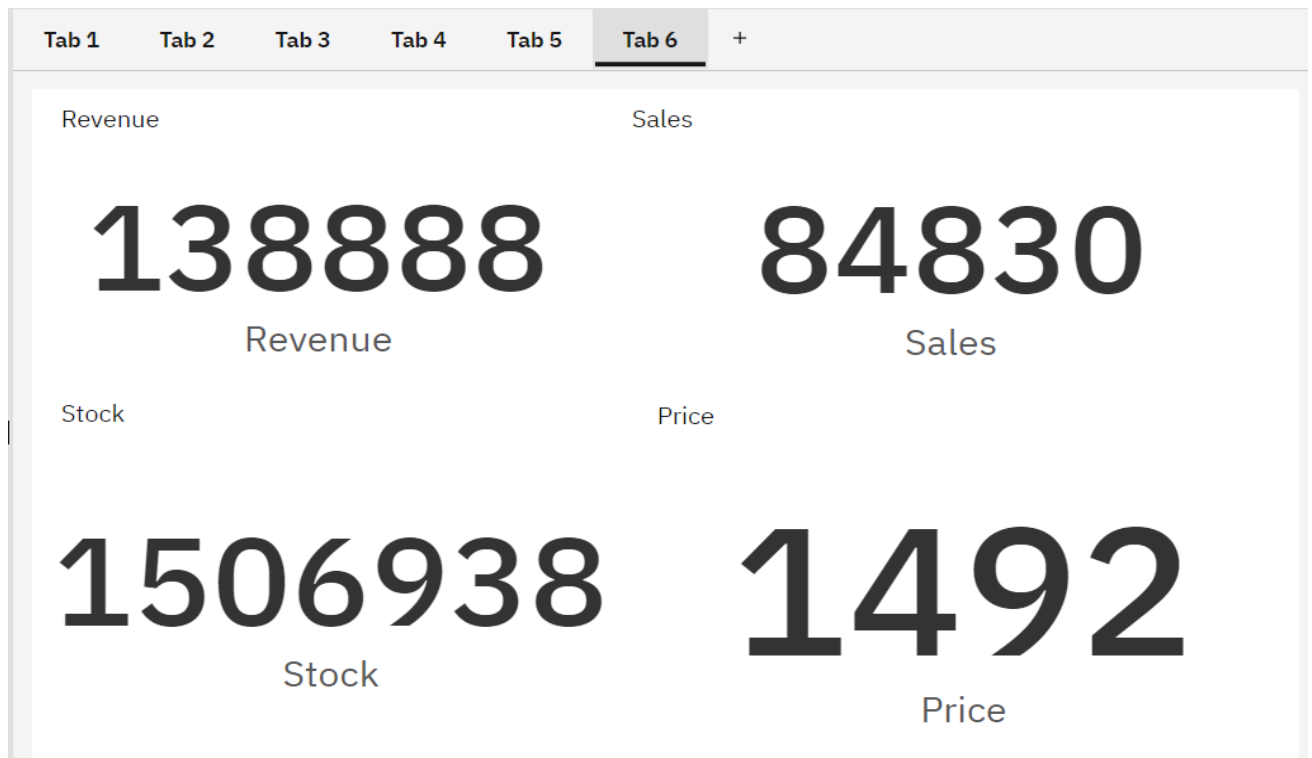 Tab 1 Tab 2 Tab 3 Tab 4 Tab 5 Tab 6 +
Revenue
138888
Revenue
Sales
84830
Sales
Stock
1506938
Stock
Price
1492
Price